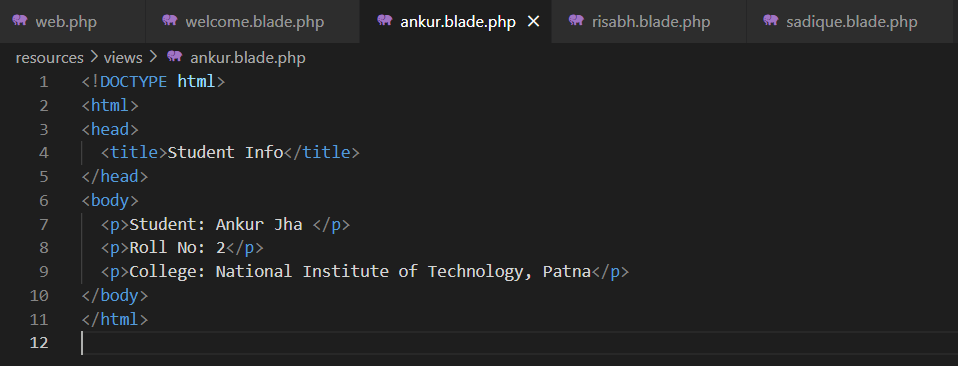 web.php welcome.blade.php ankur.blade.php × risabh.blade.php sadique.blade.php
resources > views > ankur.blade.php
1 <!DOCTYPE html>
2 <html>
3 <head>
4   <title>Student Info</title>
5 </head>
6 <body>
7   <p>Student: Ankur Jha </p>
8   <p>Roll No: 2</p>
9   <p>College: National Institute of Technology, Patna</p>
10 </body>
11 </html>
12